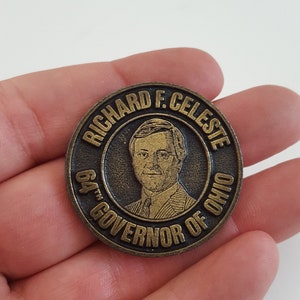 RICHARD F. CELESTE
64TH GOVERNOR OF OHIO